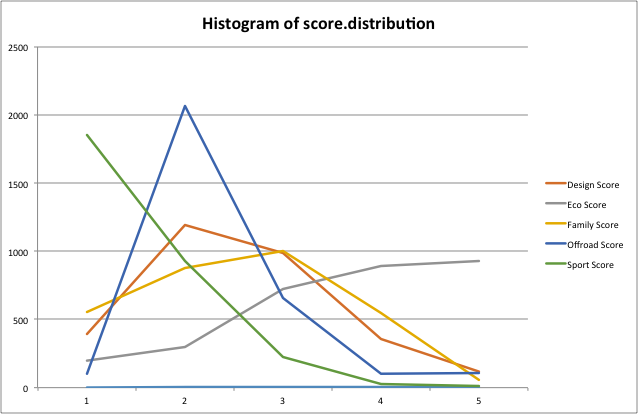 Histogram of score.distribution
2500
2000
1500
1000
500
0
1 2 3 4 5
Design Score
Eco Score
Family Score
Offroad Score
Sport Score